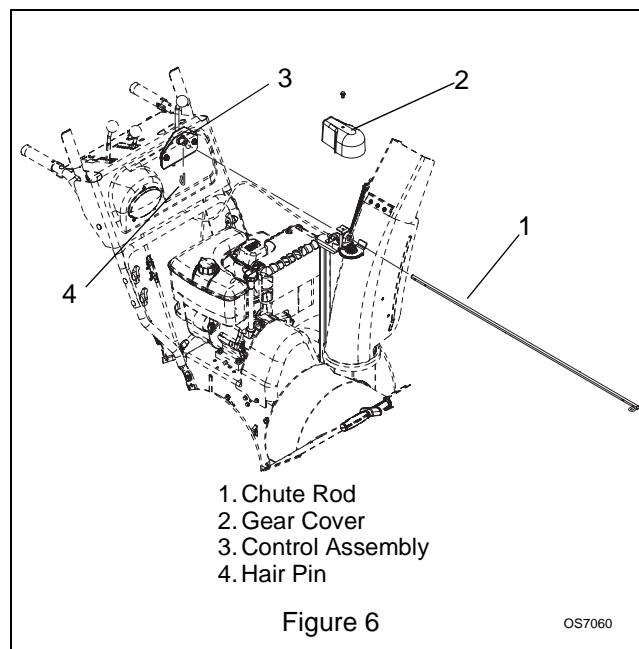 3
2
1
4
1. Chute Rod
2. Gear Cover
3. Control Assembly
4. Hair Pin
Figure 6
OS7060